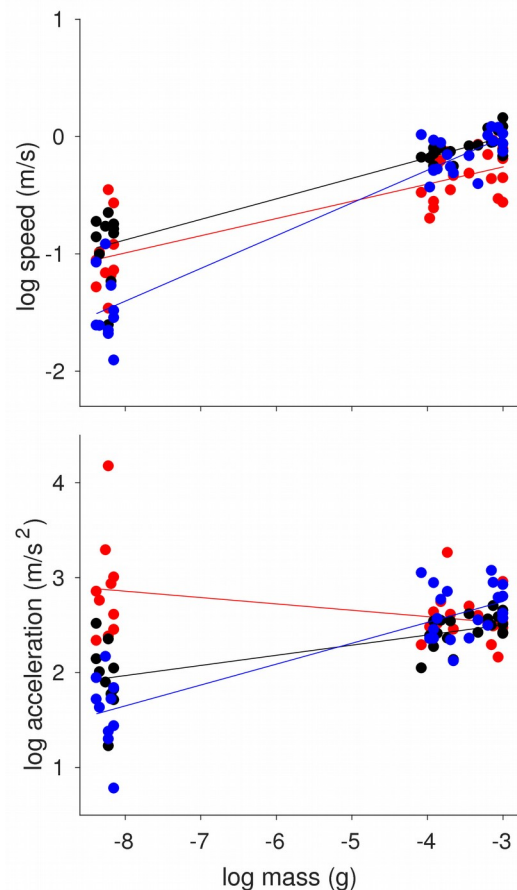 1
0
-1
-2
log speed (m/s)
4
3
2
1
log acceleration (m/s²)
-8 -7 -6 -5 -4 -3
log mass (g)